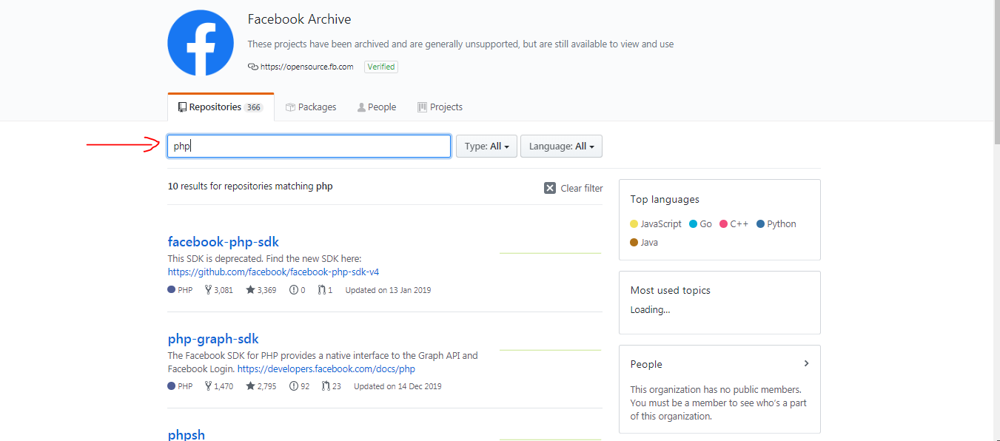 Facebook Archive
These projects have been archived and are generally unsupported, but are still available to view and use
https://opensource.fb.com Verified
Repositories 366 Packages People Projects
php Type: All Language: All
10 results for repositories matching php Clear filter
facebook-php-sdk
This SDK is deprecated. Find the new SDK here:
https://github.com/facebook/facebook-php-sdk-v4
PHP 3,081 3,369 0 1 Updated on 13 Jan 2019
php-graph-sdk
The Facebook SDK for PHP provides a native interface to the Graph API and
Facebook Login. https://developers.facebook.com/docs/php
PHP 1,470 2,795 92 23 Updated on 14 Dec 2019
phpsh
Top languages
JavaScript Go C++ Python
Java
Most used topics
Loading...
People
This organization has no public members.
You must be a member to see who's a part
of this organization.